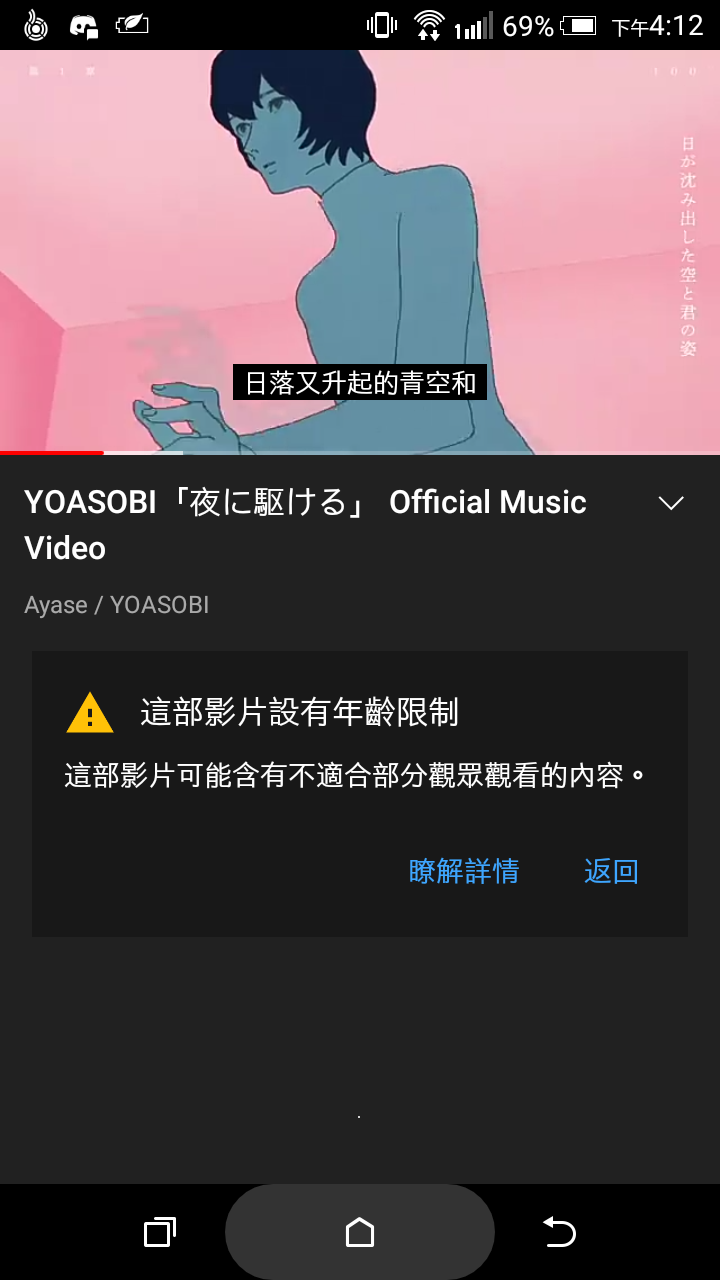 69%
下午4:12
第 1 章
100
日が沈み出した空と君の姿
日落又升起的青空和
YOASOBI「夜に駆ける」 Official Music
Video
Ayase / YOASOBI
這部影片設有年齡限制
這部影片可能含有不適合部分觀眾觀看的內容。
瞭解詳情
返回